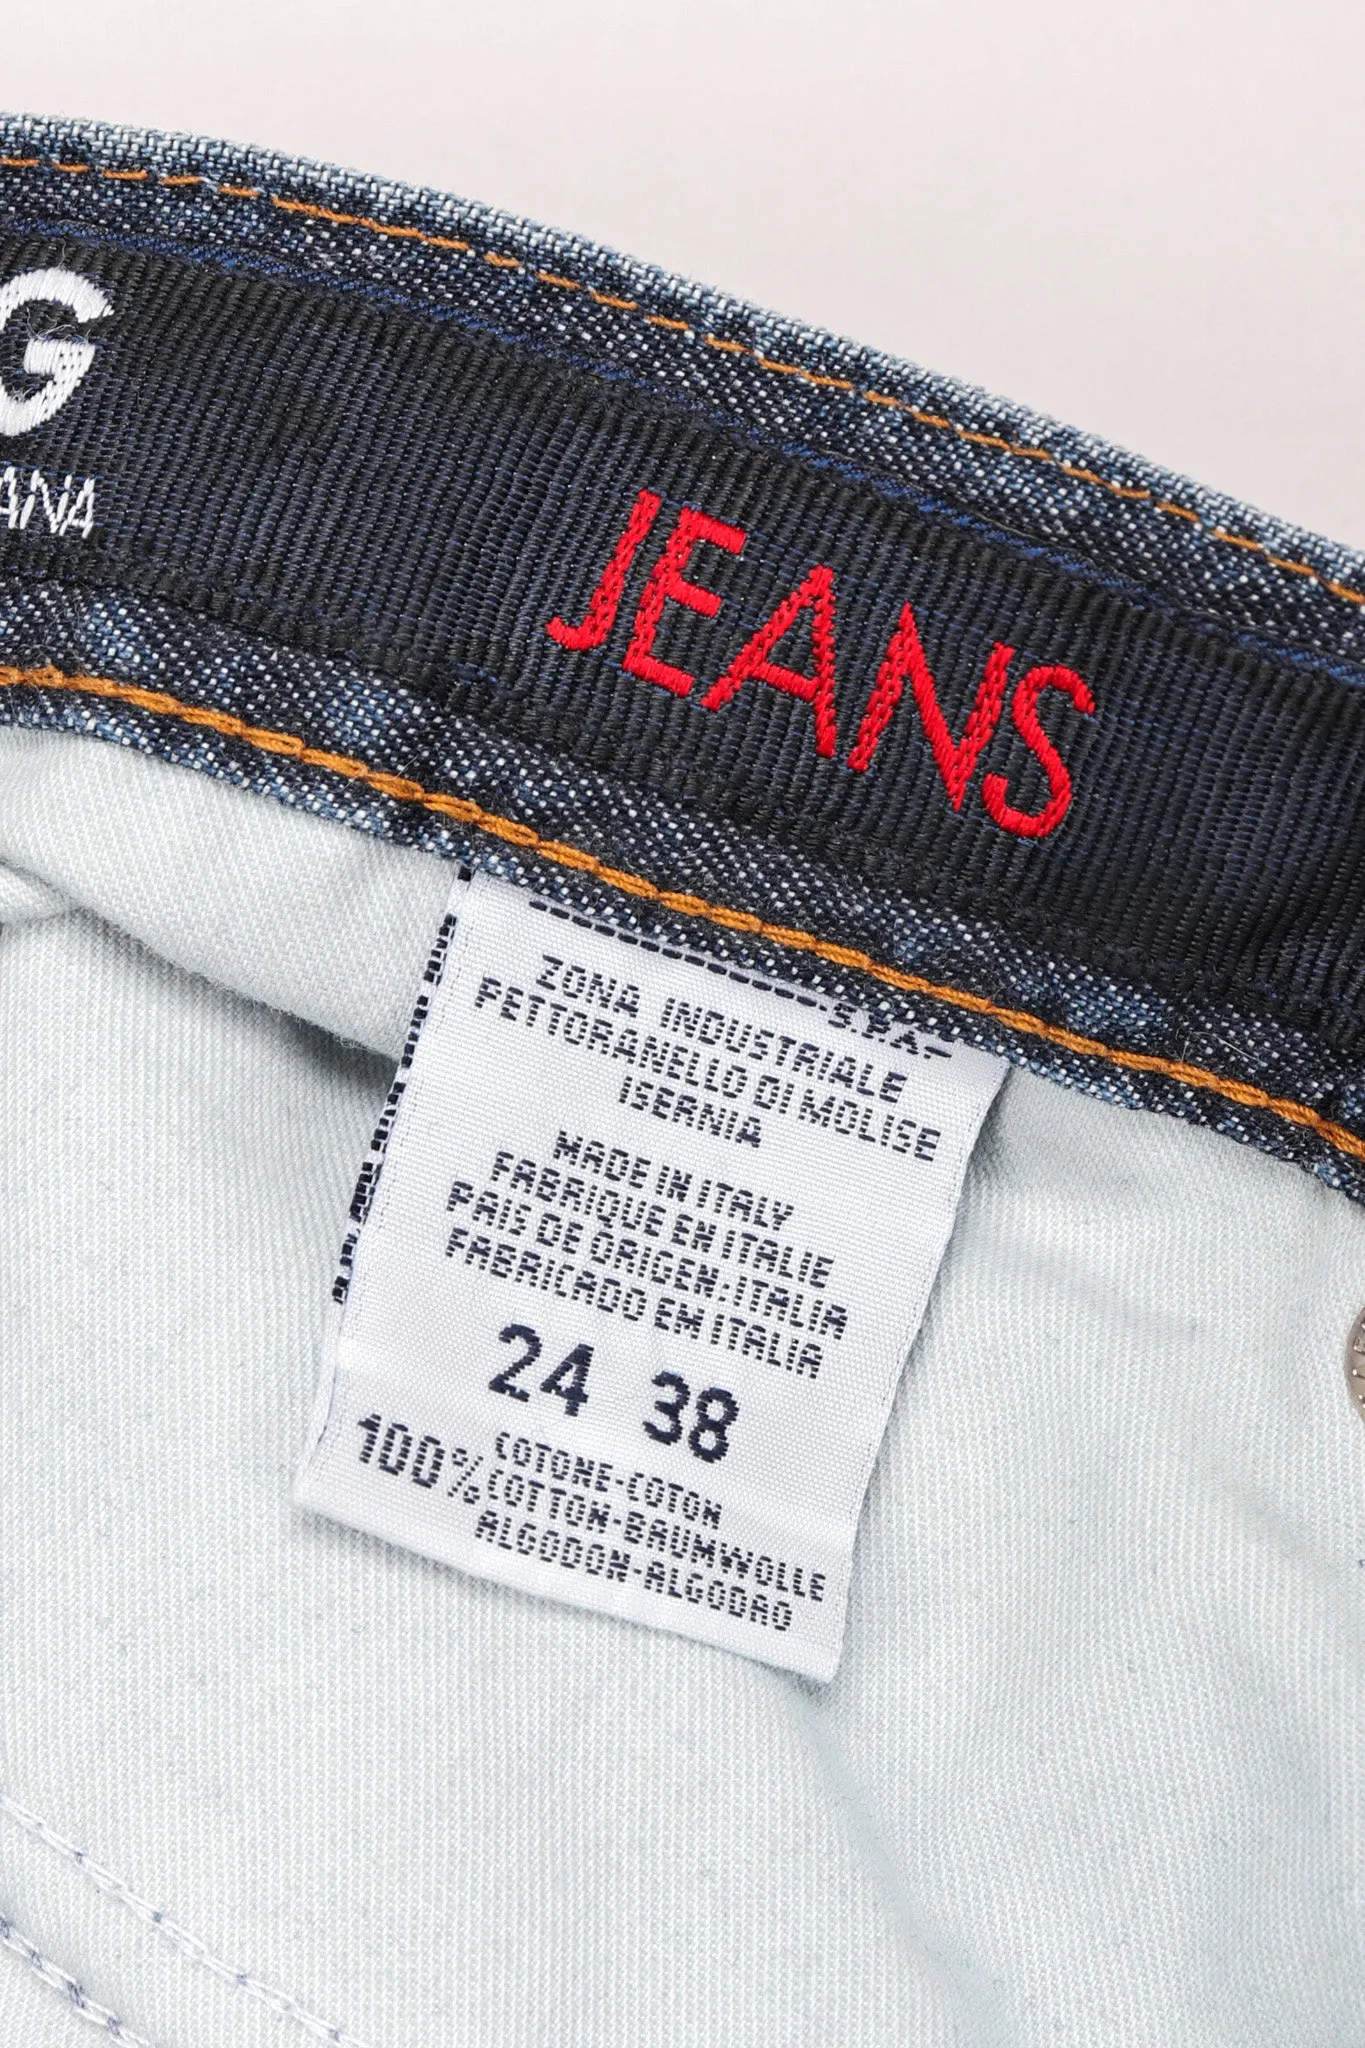 G
ANA
JEANS
S.P.A.
ZONA INDUSTRIALE
PETTORANELLO DI MOLISE
ISERNIA
MADE IN ITALY
FABRIQUE EN ITALIE
PAIS DE ORIGEN:ITALIA
FABRICADO EM ITALIA
24 38
100% COTONE-COTON
COTTON-BAUMWOLLE
ALGODON-ALGODAO